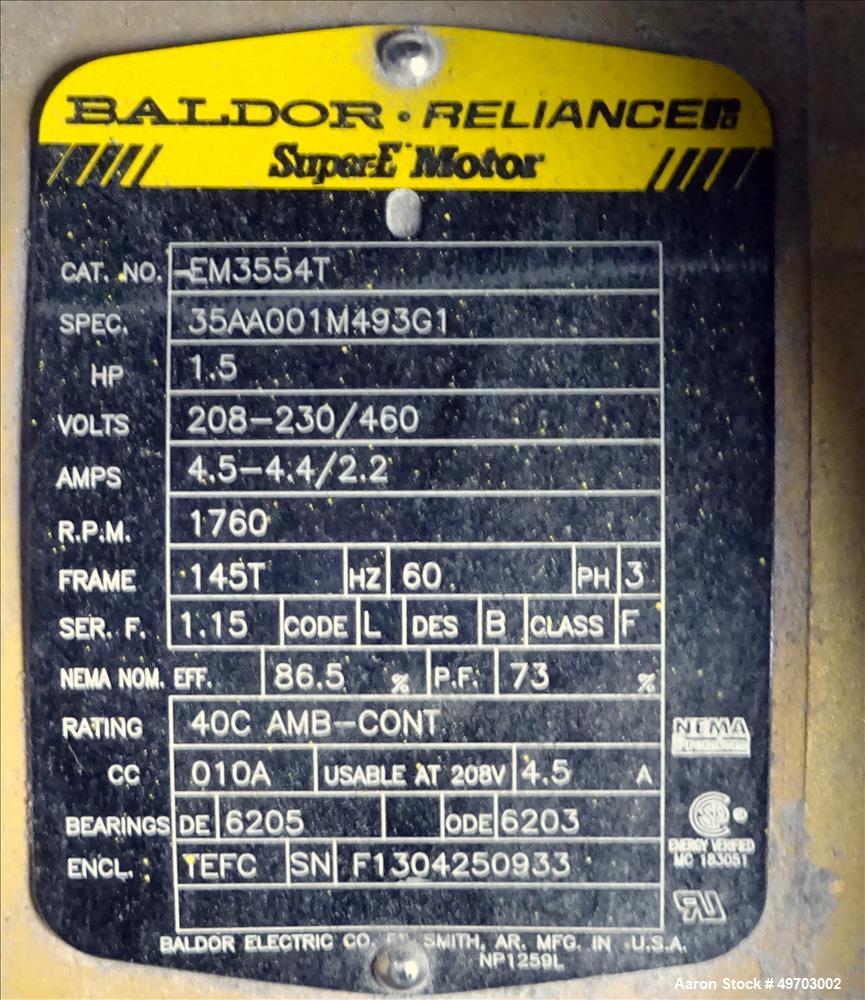 BALDOR • RELIANCE
Super-E Motor
CAT. NO. EM3554T
SPEC. 35AA001M493G1
HP 1.5
VOLTS 208-230/460
AMPS 4.5-4.4/2.2
R.P.M. 1760
FRAME 145T HZ 60 PH 3
SER. F. 1.15 CODE L DES B CLASS F
NEMA NOM. EFF. 86.5 % P.F. 73 %
RATING 40C AMB-CONT
NEMA
CC 010A USABLE AT 208V 4.5 A
BEARINGS DE 6205 ODE 6203
ENERGY VERIFIED
MC 183051
ENCL. TEFC SN F1304250933
BALDOR ELECTRIC CO. SMITH, AR. MFG. IN U.S.A.
NP1259L
Aaron Stock # 49703002